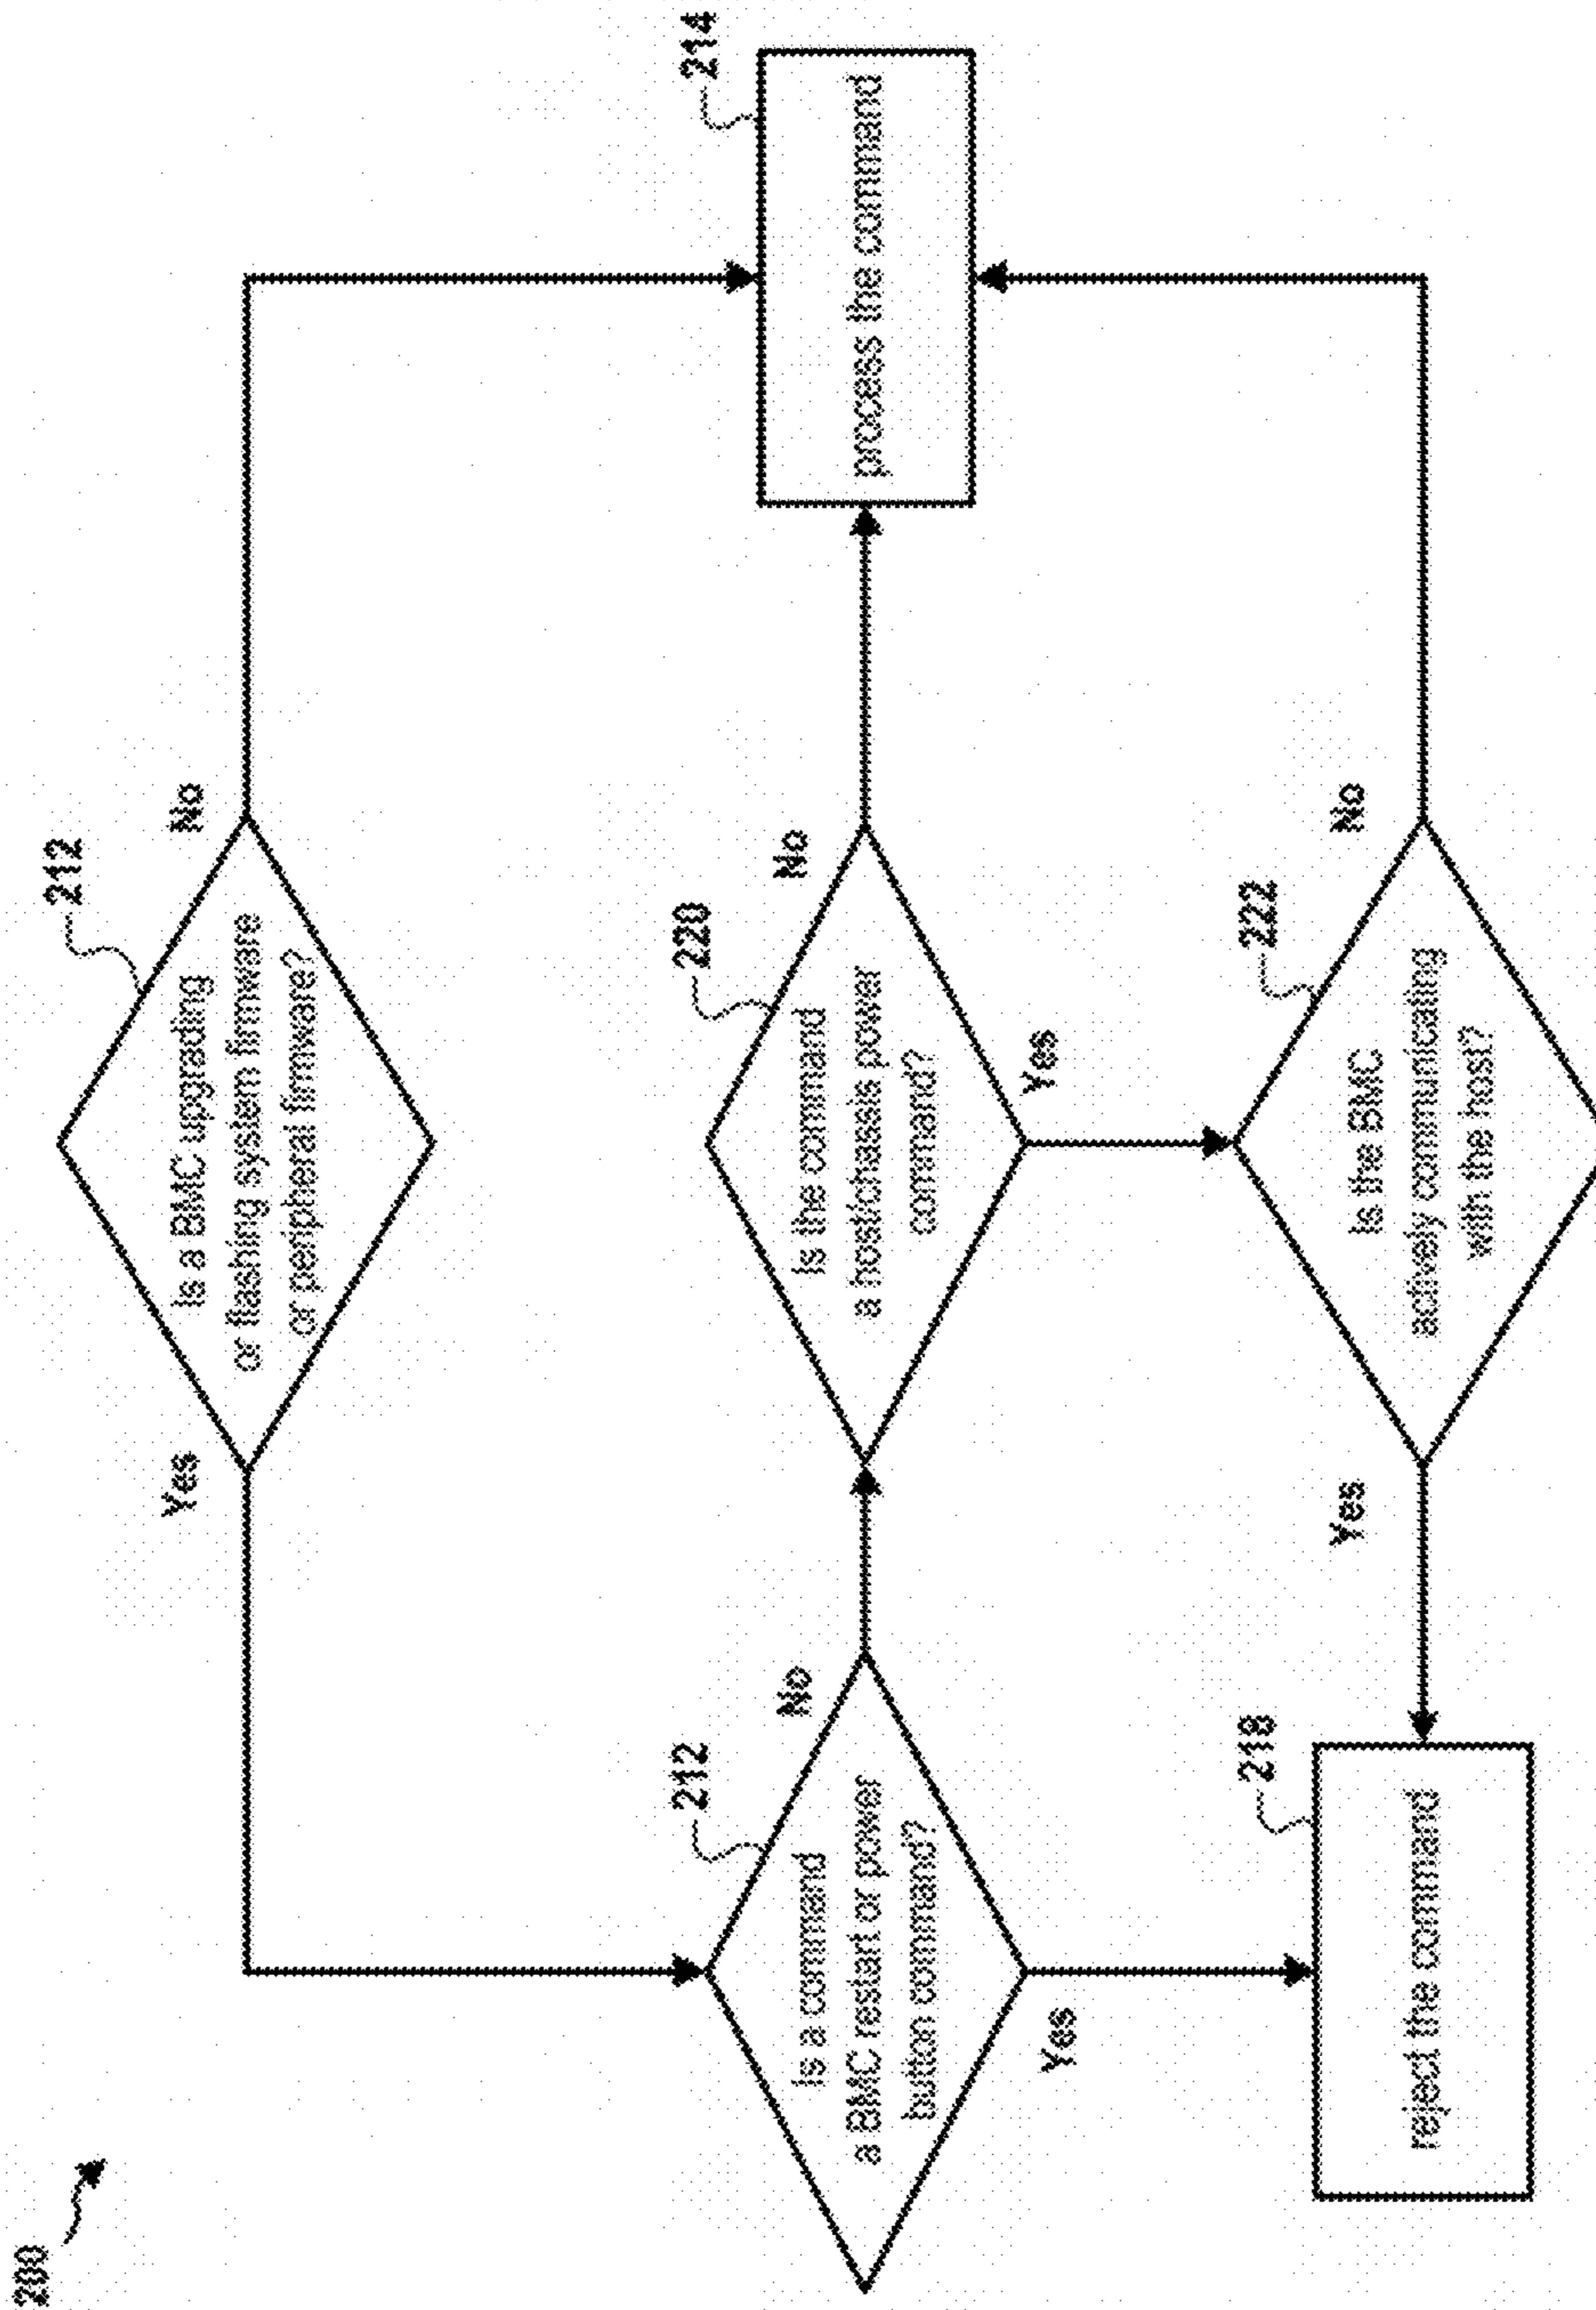 200
212
Is a BMC upgrading
or flashing system firmware
or peripheral firmware?
Yes
No
212
Is a command
a BMC restart or power
button command?
No
Yes
220
Is the command
a host/chassis power
command?
No
Yes
214
process the command
218
reject the command
222
Is the BMC
actively communicating
with the host?
Yes
No